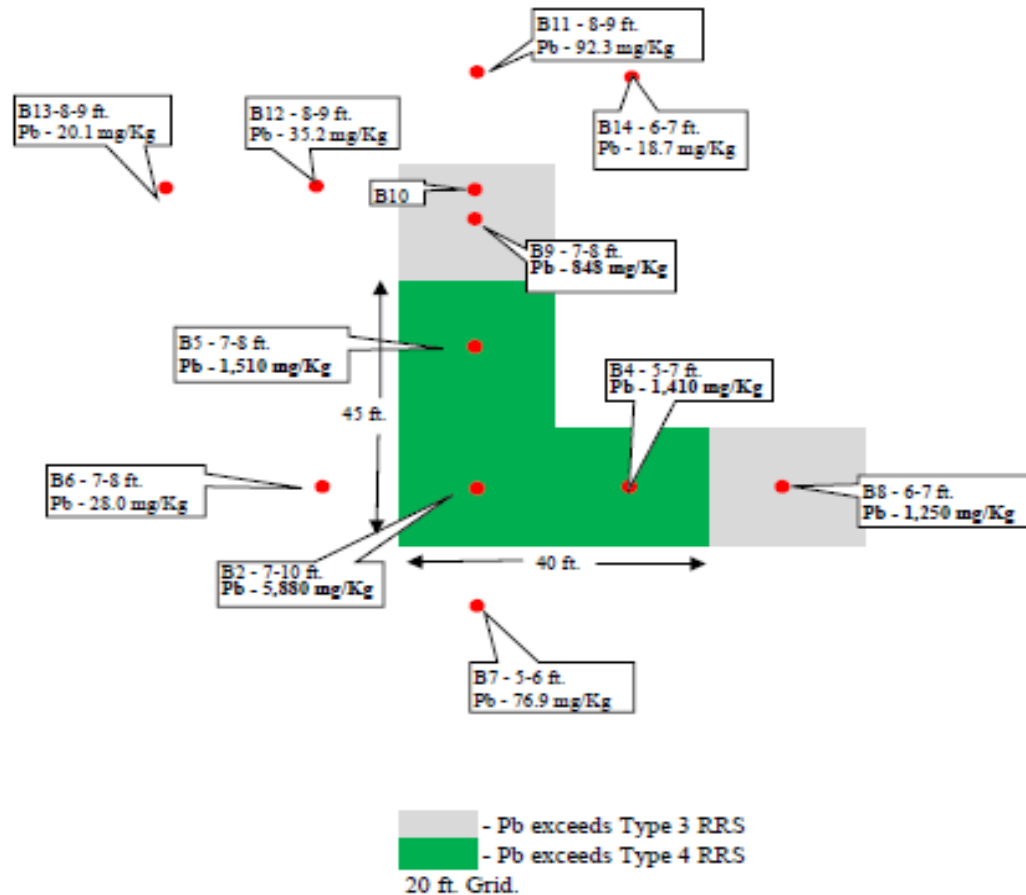 B11 - 8-9 ft.
Pb - 92.3 mg/Kg
B13-8-9 ft.
Pb - 20.1 mg/Kg
B12 - 8-9 ft.
Pb - 35.2 mg/Kg
B14 - 6-7 ft.
Pb - 18.7 mg/Kg
B10
B9 - 7-8 ft.
Pb - 848 mg/Kg
B5 - 7-8 ft.
Pb - 1,510 mg/Kg
B4 - 5-7 ft.
Pb - 1,410 mg/Kg
45 ft.
B6 - 7-8 ft.
Pb - 28.0 mg/Kg
B8 - 6-7 ft.
Pb - 1,250 mg/Kg
B2 - 7-10 ft.
Pb - 5,880 mg/Kg
40 ft.
B7 - 5-6 ft.
Pb - 76.9 mg/Kg
- Pb exceeds Type 3 RRS
- Pb exceeds Type 4 RRS
20 ft. Grid.